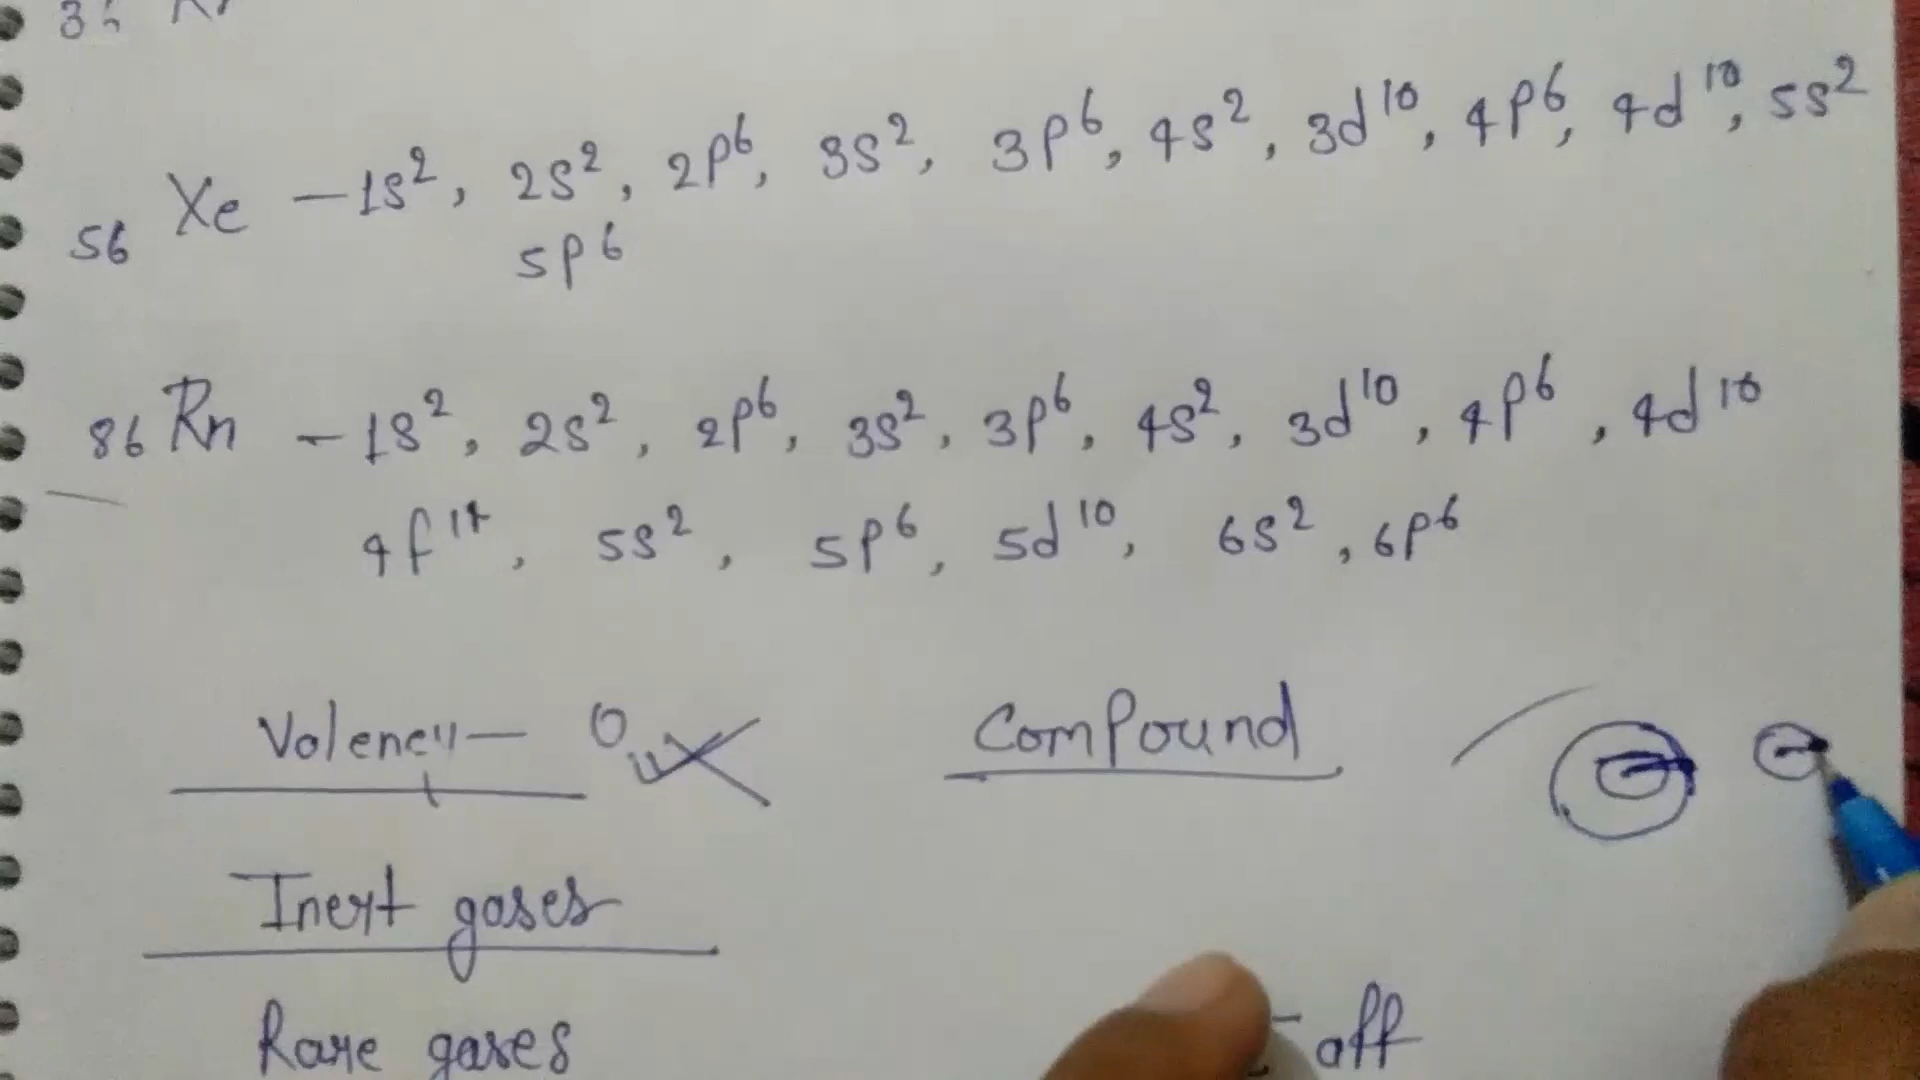 56 Xe – 1s², 2s², 2p⁶, 3s², 3p⁶, 4s², 3d¹⁰, 4p⁶, 4d¹⁰, 5s²
5p⁶
86 Rn – 1s², 2s², 2p⁶, 3s², 3p⁶, 4s², 3d¹⁰, 4p⁶, 4d¹⁰
4f¹⁴, 5s², 5p⁶, 5d¹⁰, 6s², 6p⁶
Valency – 0 Compound
Inert gases
Rare gases
– aff